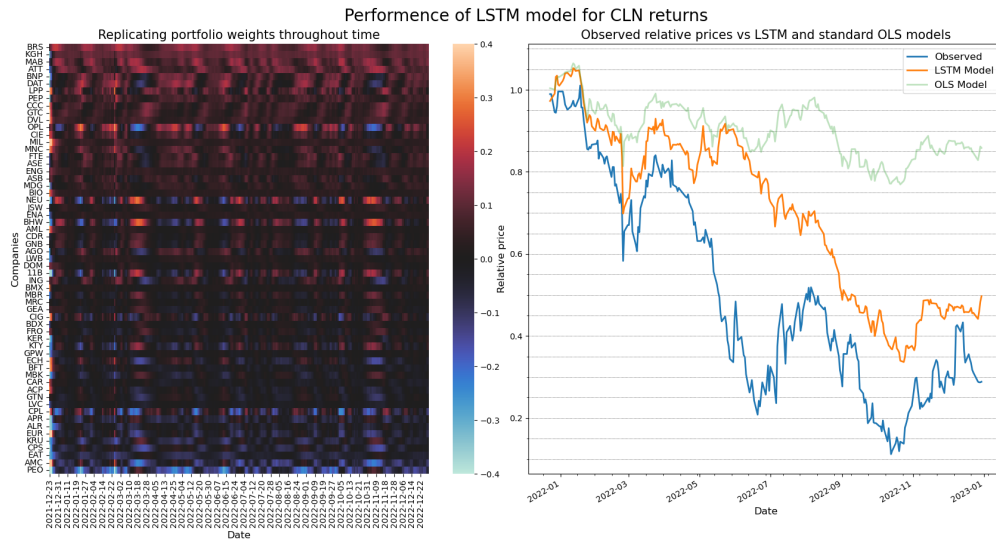 Performence of LSTM model for CLN returns
Replicating portfolio weights throughout time
Companies
BRS
KGH
MAB
ATT
BNP
DAT
LPP
PEP
CCC
GTC
DVL
OPL
CIE
MIL
MNC
FTE
ASE
ENG
ASB
MDG
BIO
NEU
JSW
ENA
BHW
AML
CDR
GNB
AGO
LWB
DOM
11B
ING
BMX
MBR
MRC
GEA
CIG
BDX
FRO
KER
KTY
GPW
ECH
BFT
MBK
CAR
ACP
GTN
LVC
CPL
APR
ALR
EUR
KRU
CPS
EAT
AMC
PEO
2021-12-23
2021-12-31
2022-01-11
2022-01-19
2022-01-27
2022-02-04
2022-02-14
2022-02-22
2022-03-02
2022-03-10
2022-03-18
2022-03-28
2022-04-05
2022-04-13
2022-04-25
2022-05-04
2022-05-12
2022-05-20
2022-05-30
2022-06-07
2022-06-15
2022-06-24
2022-07-04
2022-07-12
2022-07-20
2022-07-28
2022-08-05
2022-08-16
2022-08-24
2022-09-01
2022-09-09
2022-09-19
2022-09-27
2022-10-05
2022-10-13
2022-10-21
2022-10-31
2022-11-09
2022-11-18
2022-11-28
2022-12-06
2022-12-14
2022-12-22
Date
0.4
0.3
0.2
0.1
0.0
−0.1
−0.2
−0.3
−0.4
Observed relative prices vs LSTM and standard OLS models
Observed
LSTM Model
OLS Model
Relative price
1.0
0.8
0.6
0.4
0.2
2022-01
2022-03
2022-05
2022-07
2022-09
2022-11
2023-01
Date